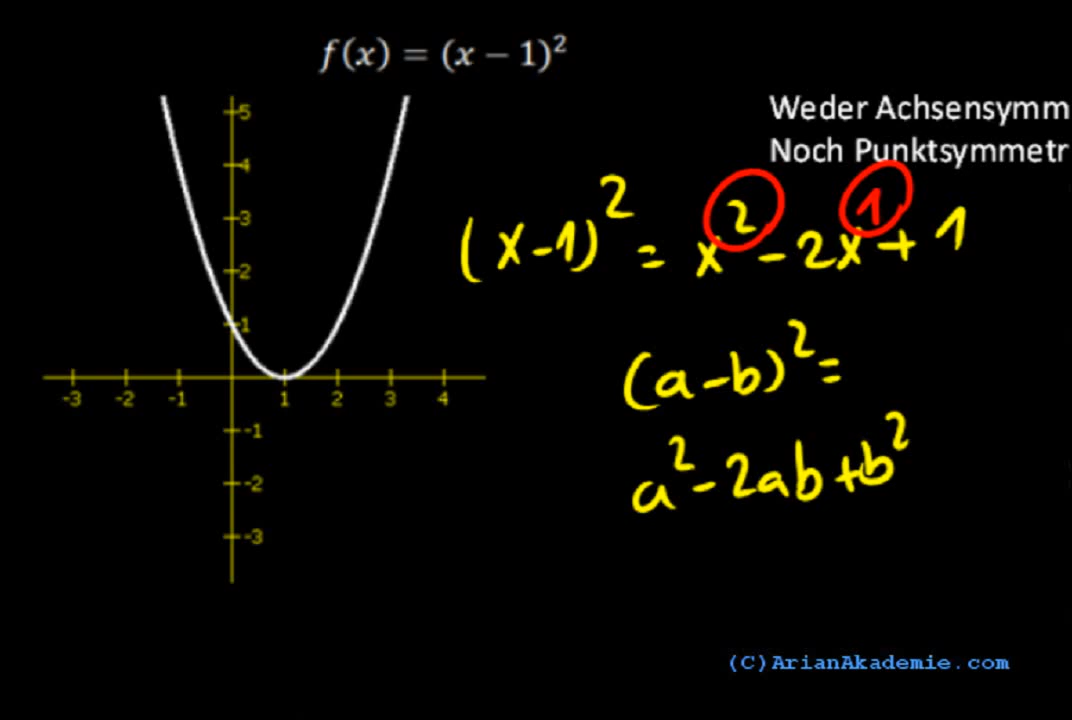 f(x) = (x − 1)²
Weder Achsensymm
Noch Punktsymmetr
(x-1)² = x² - 2x¹ + 1
(a-b)² =
a² - 2ab + b²
5
4
3
2
1
-3 -2 -1 1 2 3 4
-1
-2
-3
(C)ArianAkademie.com